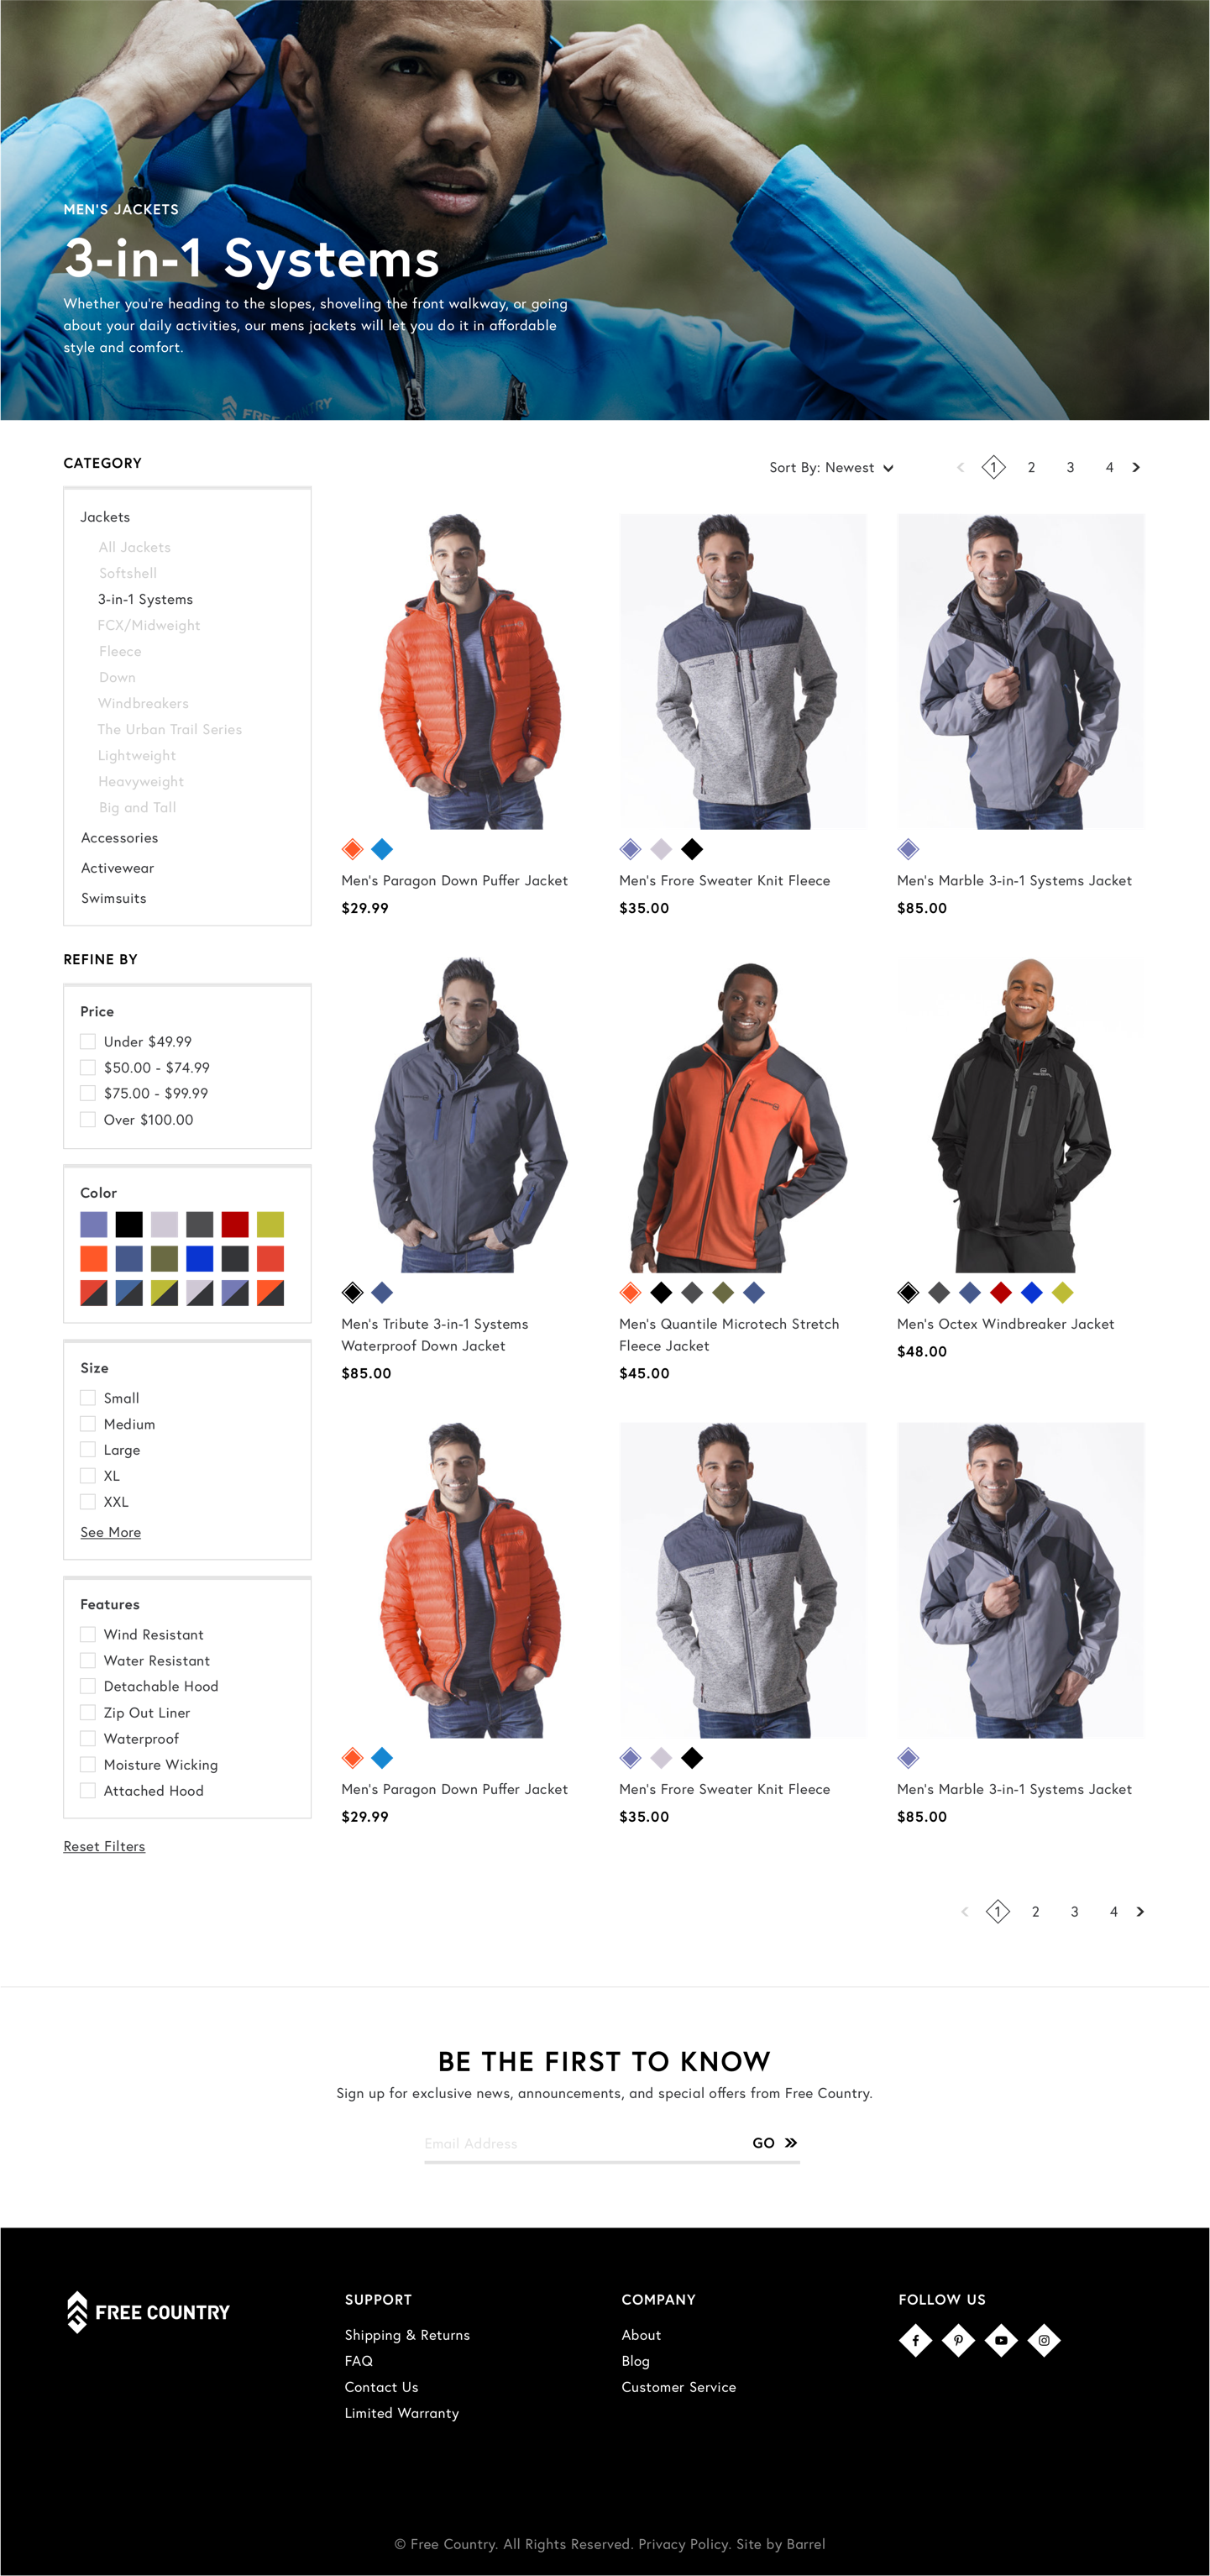 MEN'S JACKETS
3-in-1 Systems
Whether you're heading to the slopes, shoveling the front walkway, or going
about your daily activities, our mens jackets will let you do it in affordable
style and comfort.
CATEGORY
Jackets
All Jackets
Softshell
3-in-1 Systems
FCX/Midweight
Fleece
Down
Windbreakers
The Urban Trail Series
Lightweight
Heavyweight
Big and Tall
Accessories
Activewear
Swimsuits
REFINE BY
Price
Under $49.99
$50.00 - $74.99
$75.00 - $99.99
Over $100.00
Color
Size
Small
Medium
Large
XL
XXL
See More
Features
Wind Resistant
Water Resistant
Detachable Hood
Zip Out Liner
Waterproof
Moisture Wicking
Attached Hood
Reset Filters
Sort By: Newest
1 2 3 4
Men's Paragon Down Puffer Jacket
$29.99
Men's Frore Sweater Knit Fleece
$35.00
Men's Marble 3-in-1 Systems Jacket
$85.00
Men's Tribute 3-in-1 Systems
Waterproof Down Jacket
$85.00
Men's Quantile Microtech Stretch
Fleece Jacket
$45.00
Men's Octex Windbreaker Jacket
$48.00
Men's Paragon Down Puffer Jacket
$29.99
Men's Frore Sweater Knit Fleece
$35.00
Men's Marble 3-in-1 Systems Jacket
$85.00
1 2 3 4
BE THE FIRST TO KNOW
Sign up for exclusive news, announcements, and special offers from Free Country.
Email Address
GO
FREE COUNTRY
SUPPORT
Shipping & Returns
FAQ
Contact Us
Limited Warranty
COMPANY
About
Blog
Customer Service
FOLLOW US
© Free Country. All Rights Reserved. Privacy Policy. Site by Barrel